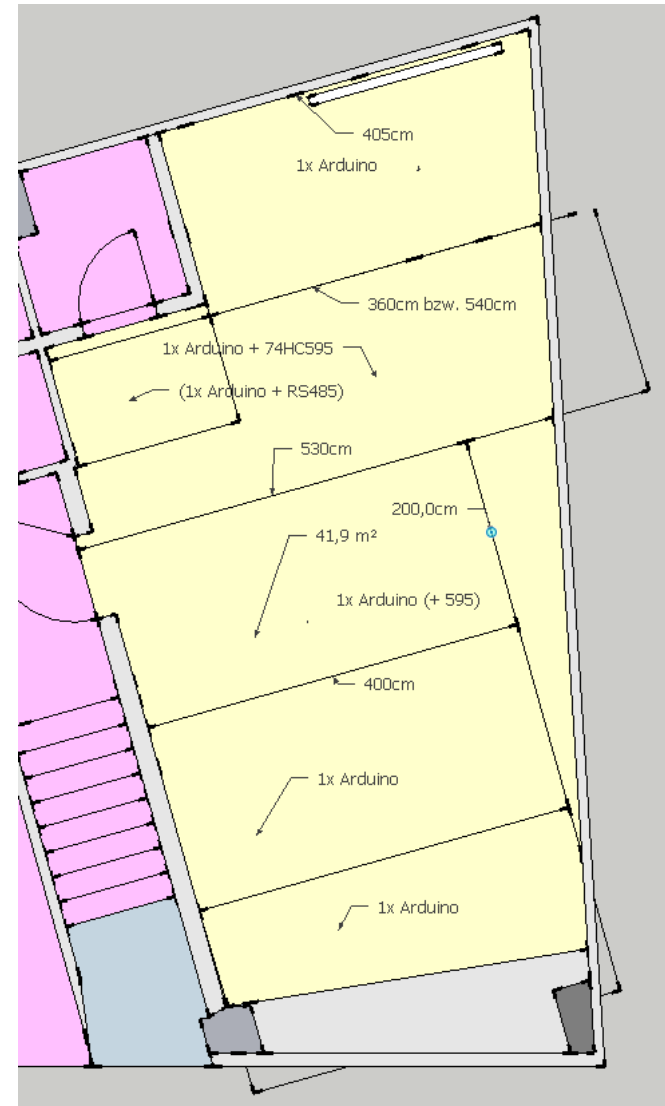 405cm
1x Arduino
360cm bzw. 540cm
1x Arduino + 74HC595
(1x Arduino + RS485)
530cm
200,0cm
41,9 m²
1x Arduino (+ 595)
400cm
1x Arduino
1x Arduino